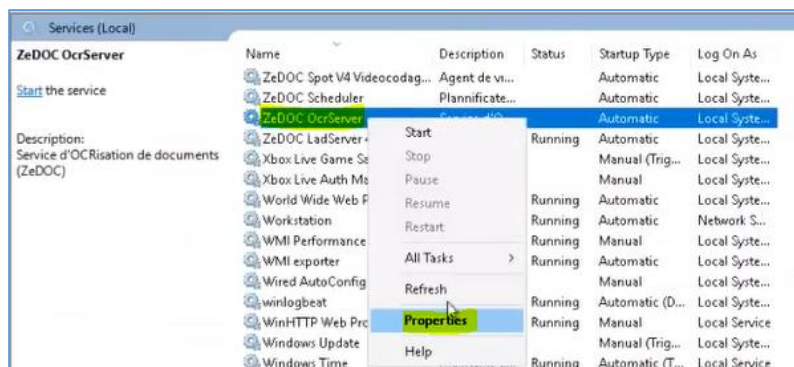 Services (Local)
ZeDOC OcrServer
Start the service
Description:
Service d'OCRisation de documents
(ZeDOC)
Name Description Status Startup Type Log On As
ZeDOC Spot V4 Videocodag... Agent de vi... Automatic Local Syste...
ZeDOC Scheduler Plannificate... Automatic Local Syste...
ZeDOC OcrServer Automatic Local Syste...
ZeDOC LadServer Running Automatic Local Syste...
Xbox Live Game Sa Manual (Trig... Local Syste...
Xbox Live Auth Ma Manual Local Syste...
World Wide Web P Running Automatic Local Syste...
Workstation Running Automatic Network S...
WMI Performance Running Manual Local Syste...
WMI exporter Running Automatic Local Syste...
Wired AutoConfig Manual Local Syste...
winlogbeat Running Automatic (D... Local Syste...
WinHTTP Web Prc Running Manual Local Service
Windows Update Manual (Trig... Local Syste...
Windows Time Running Automatic (T... Local Service
Start
Stop
Pause
Resume
Restart
All Tasks >
Refresh
Properties
Help